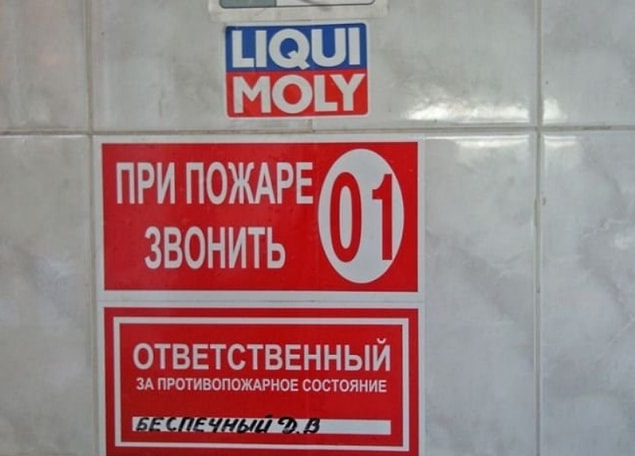 LIQUI
MOLY
ПРИ ПОЖАРЕ
ЗВОНИТЬ
01
ОТВЕТСТВЕННЫЙ
ЗА ПРОТИВОПОЖАРНОЕ СОСТОЯНИЕ
БЕСПЕЧНЫЙ Д.В